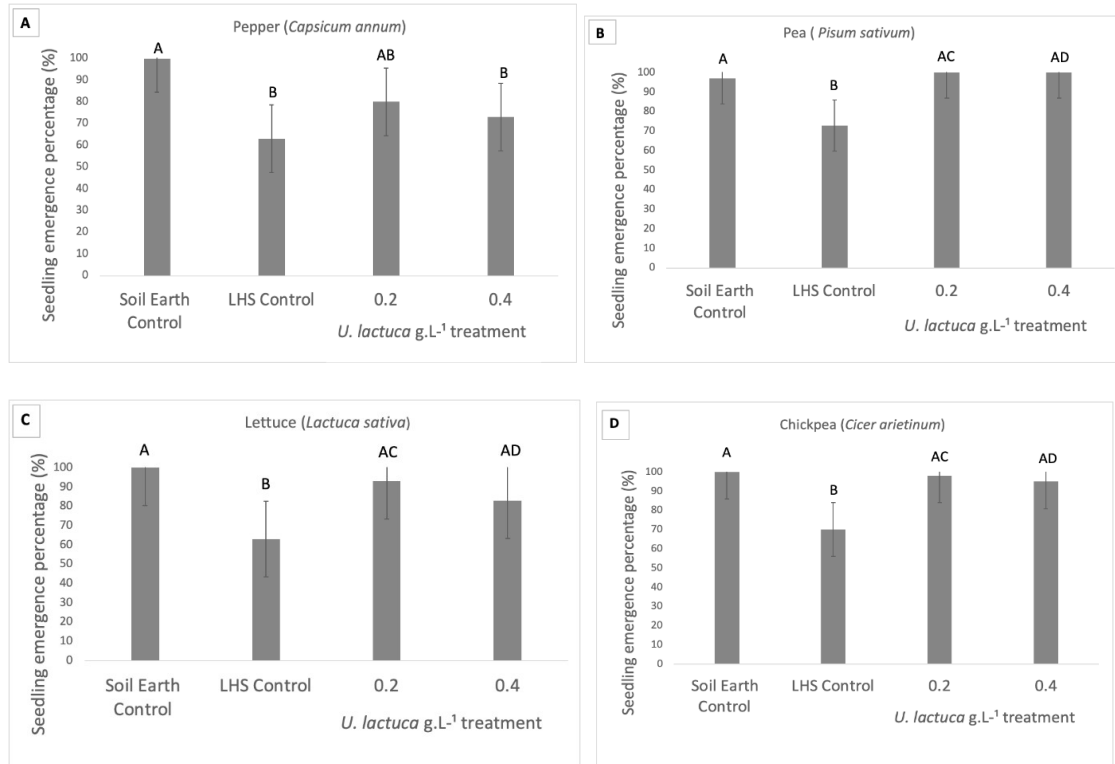 A
Pepper (Capsicum annum)
Seedling emergence percentage (%)
100
90
80
70
60
50
40
30
20
10
0
A
B
AB
B
Soil Earth
Control
LHS Control
0.2
0.4
U. lactuca g.L-¹ treatment
B
Pea ( Pisum sativum)
Seedling emergence percentage (%)
100
90
80
70
60
50
40
30
20
10
0
A
B
AC
AD
Soil Earth
Control
LHS Control
0.2
0.4
U. lactuca g.L-¹ treatment
C
Lettuce (Lactuca sativa)
Seedling emergence percentage (%)
100
90
80
70
60
50
40
30
20
10
0
A
B
AC
AD
Soil Earth
Control
LHS Control
0.2
0.4
U. lactuca g.L-¹ treatment
D
Chickpea (Cicer arietinum)
Seedling emergence percentage (%)
100
90
80
70
60
50
40
30
20
10
0
A
B
AC
AD
Soil Earth
Control
LHS Control
0.2
0.4
U. lactuca g.L-¹ treatment